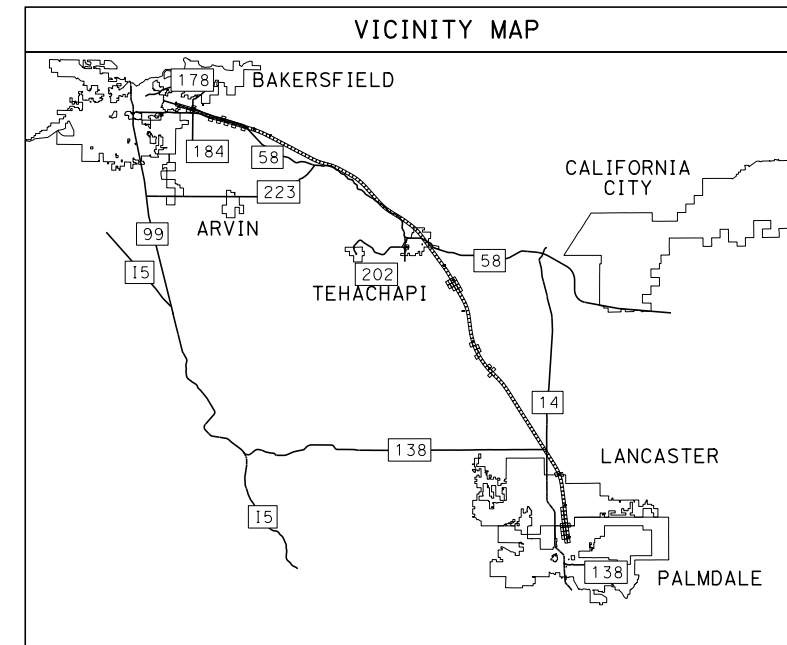 VICINITY MAP
178
BAKERSFIELD
184
58
CALIFORNIA
CITY
223
ARVIN
99
I5
202
58
TEHACHAPI
14
138
LANCASTER
I5
138
PALMDALE